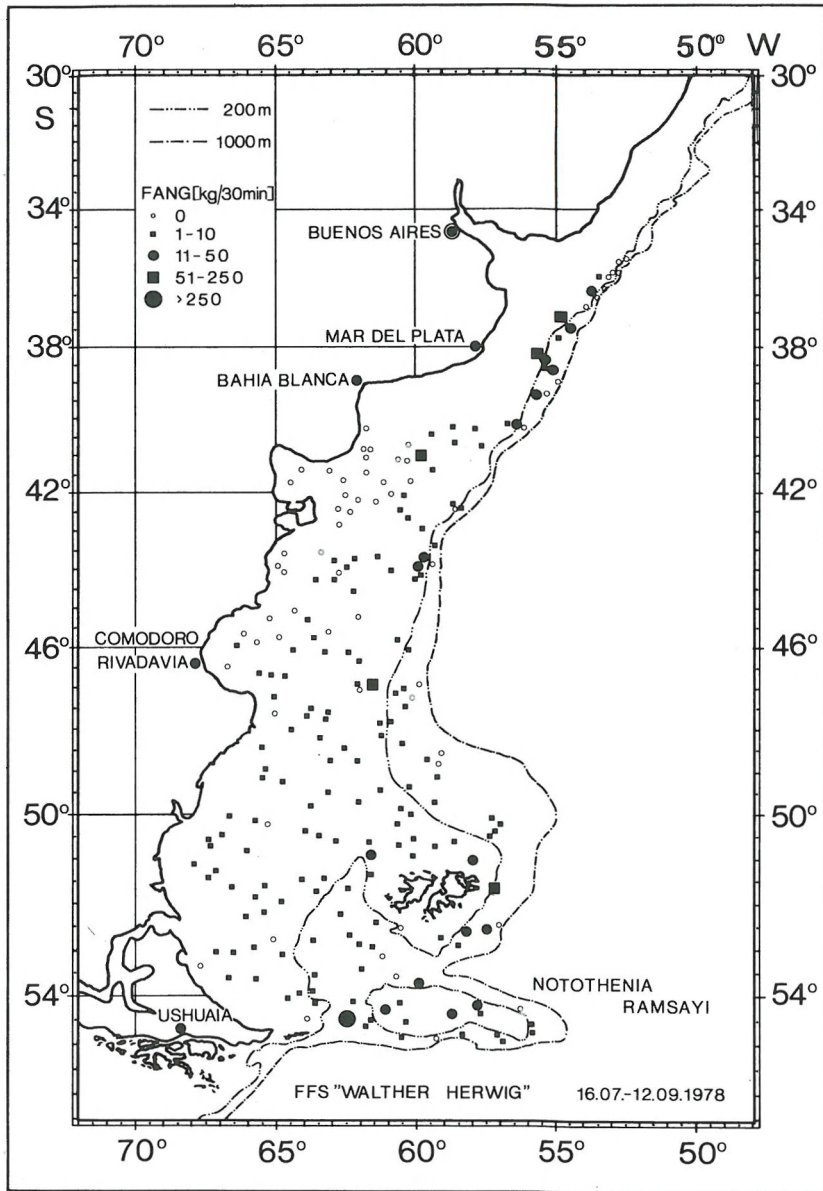 70° 65° 60° 55° 50° W
30° 30°
S
200m
1000m
FANG[kg/30min]
0
1-10
34° 34°
11-50
BUENOS AIRES
51-250
>250
MAR DEL PLATA
38° 38°
BAHIA BLANCA
42° 42°
COMODORO
46° 46°
RIVADAVIA
50° 50°
NOTOTHENIA
54° 54°
RAMSAYI
USHUAIA
FFS "WALTHER HERWIG" 16.07.-12.09.1978
70° 65° 60° 55° 50°